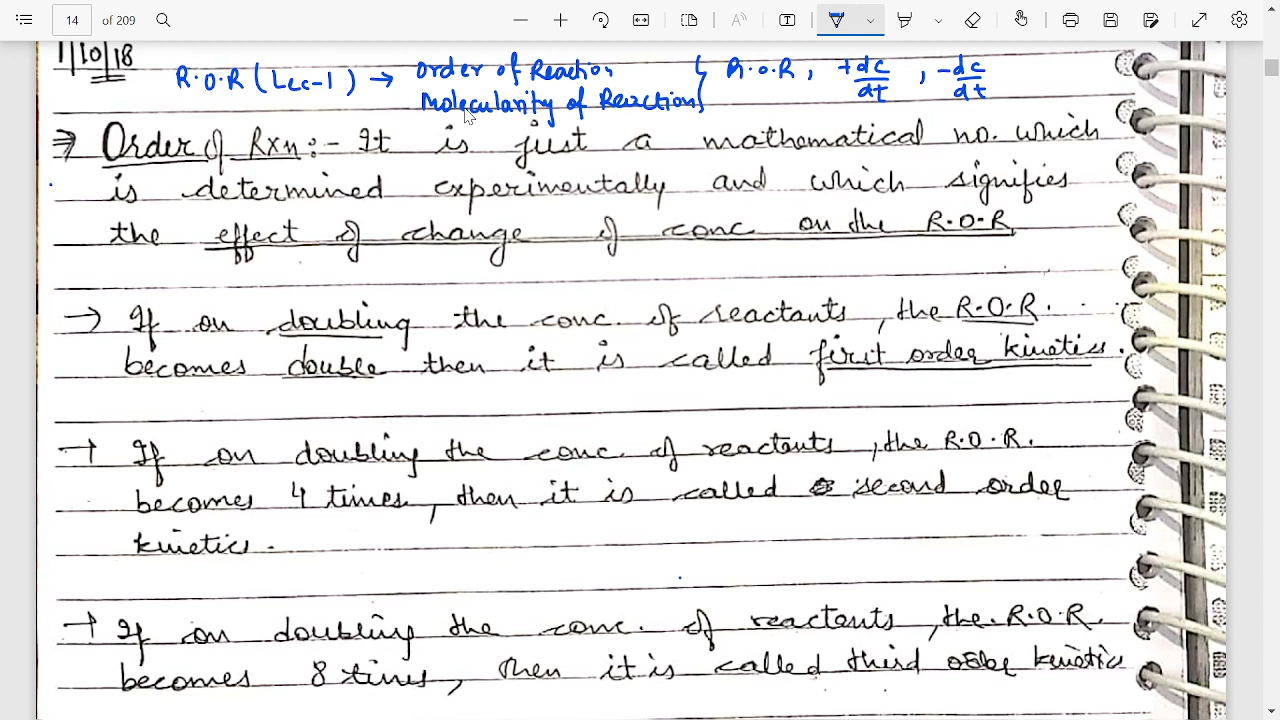 14 of 209
1/10/18
R.O.R (Lec-1) → Order of Reaction } R.O.R, +dc/dt, -dc/dt
Molecularity of Reaction
⇒ Order of Rxn :- It is just a mathematical no. which
is determined experimentally and which signifies
the effect of change of conc on the R.O.R
→ If on doubling the conc. of reactants, the R.O.R.
becomes double then it is called first order kinetics.
→ If on doubling the conc. of reactants, the R.O.R.
becomes 4 times, then it is called second order
kinetics.
→ If on doubling the conc. of reactants, the R.O.R.
becomes 8 times, then it is called third order kinetics